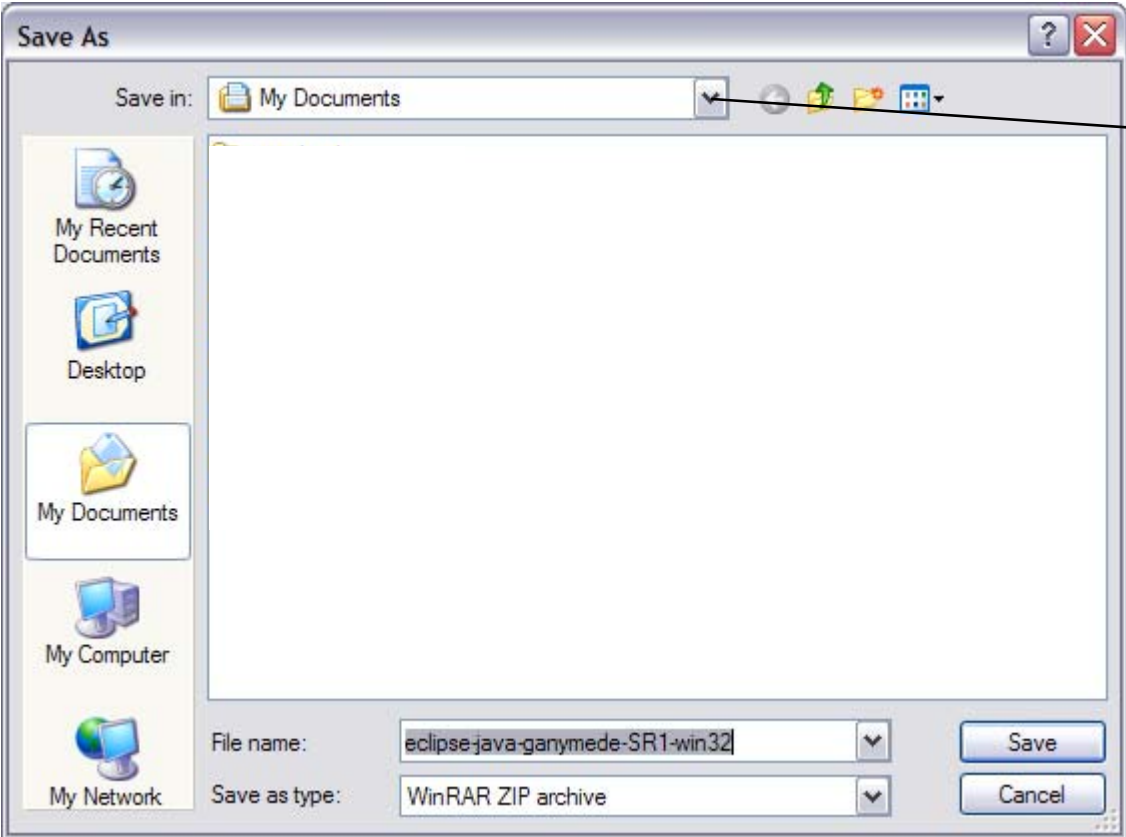 Save As
?
Save in:
My Documents
My Recent
Documents
Desktop
My Documents
My Computer
My Network
File name:
eclipse-java-ganymede-SR1-win32
Save
Save as type:
WinRAR ZIP archive
Cancel